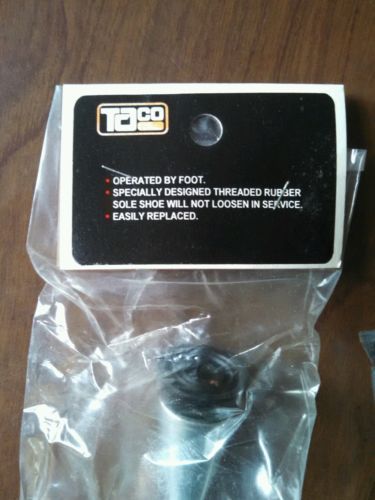 TACO
• OPERATED BY FOOT.
• SPECIALLY DESIGNED THREADED RUBBER
SOLE SHOE WILL NOT LOOSEN IN SERVICE.
• EASILY REPLACED.